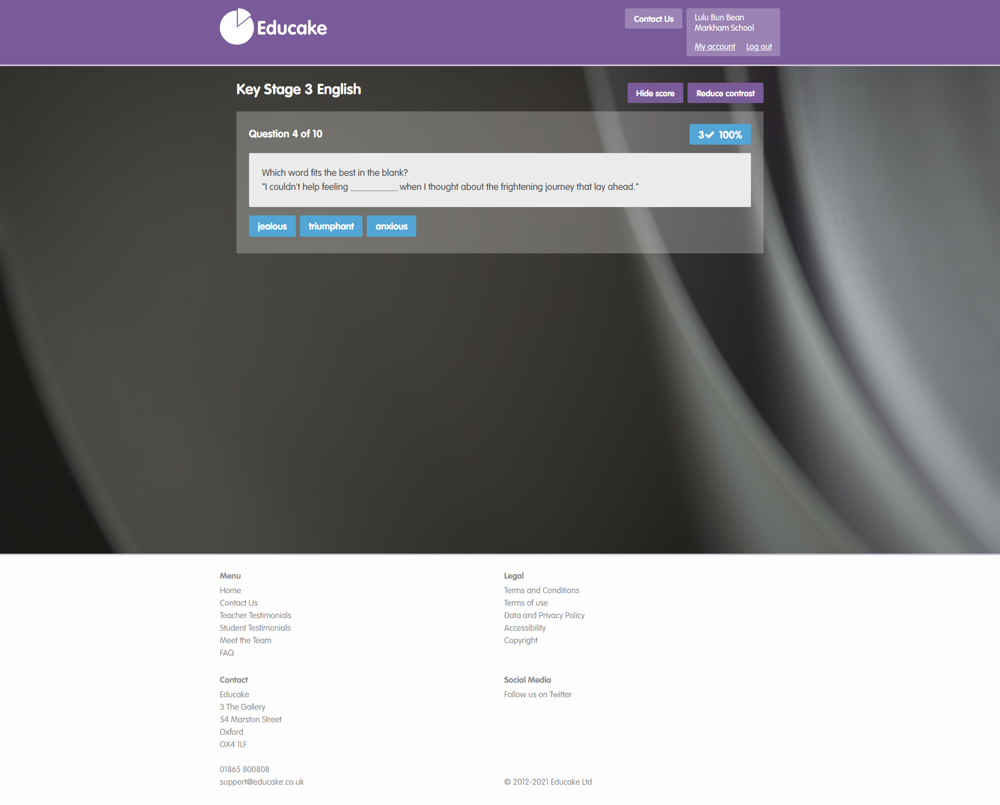 Educake
Contact Us
Lulu Bun Bean
Markham School
My account Log out
Key Stage 3 English
Hide score
Reduce contrast
Question 4 of 10
3✔ 100%
Which word fits the best in the blank?
"I couldn't help feeling __________ when I thought about the frightening journey that lay ahead."
jealous
triumphant
anxious
Menu
Home
Contact Us
Teacher Testimonials
Student Testimonials
Meet the Team
FAQ
Legal
Terms and Conditions
Terms of use
Data and Privacy Policy
Accessibility
Copyright
Contact
Educake
3 The Gallery
54 Marston Street
Oxford
OX4 1LF
01865 800808
support@educake.co.uk
Social Media
Follow us on Twitter
© 2012-2021 Educake Ltd